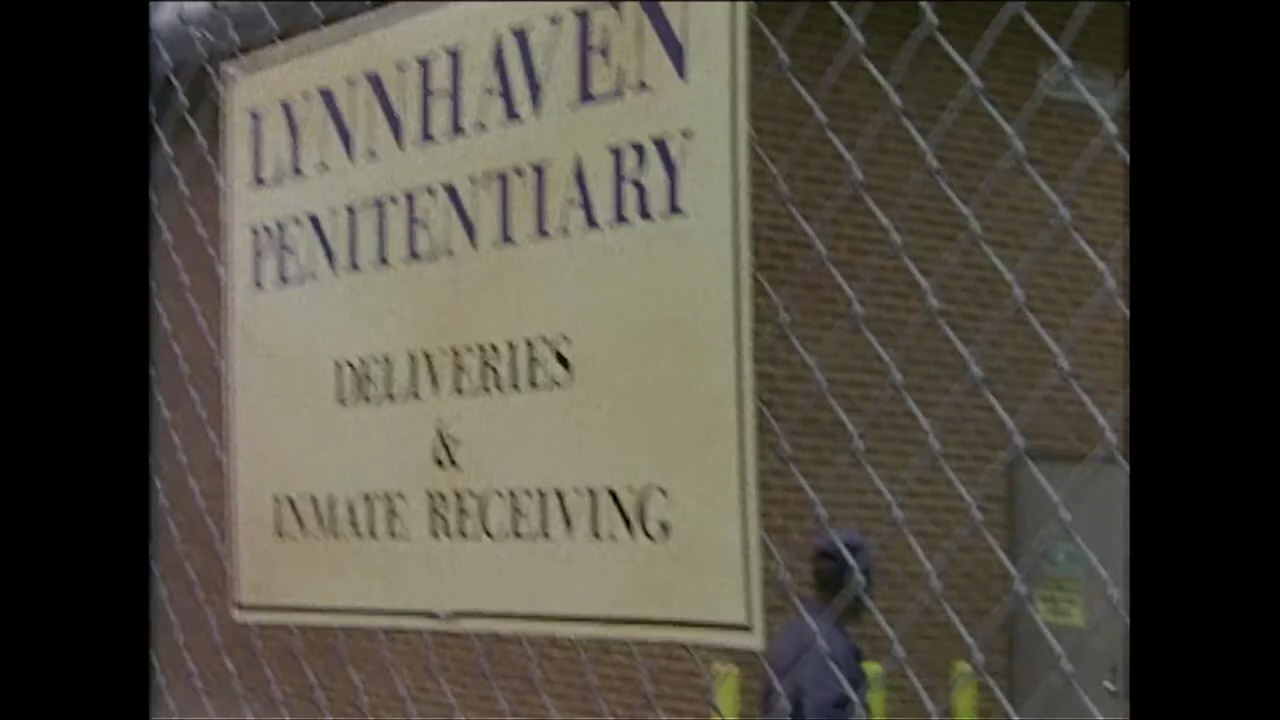 LYNNHAVEN
PENITENTIARY
DELIVERIES
&
INMATE RECEIVING